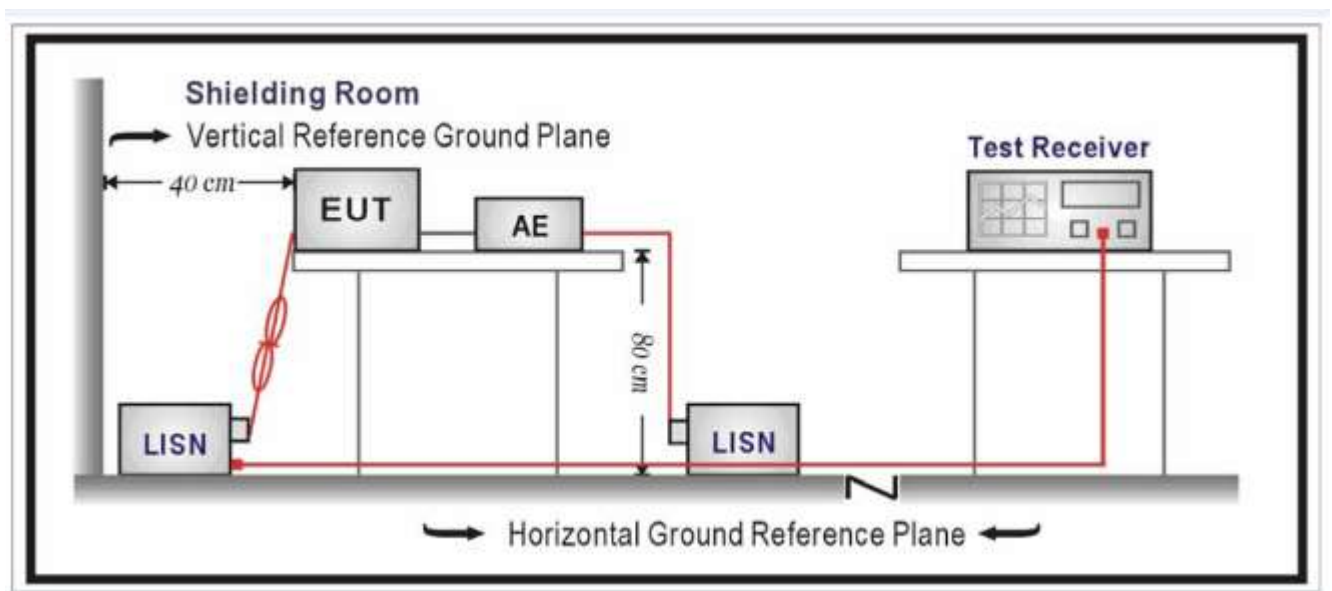 Shielding Room
Vertical Reference Ground Plane
Test Receiver
40 cm
EUT
AE
80 cm
LISN
LISN
Horizontal Ground Reference Plane